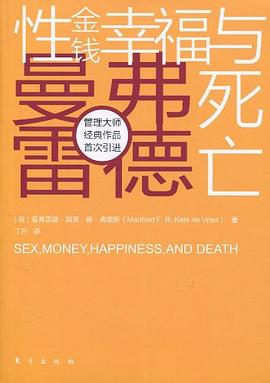 性金钱幸福与死亡
曼弗雷德
管理大师
经典作品
首次引进
[荷] 曼弗雷德·凯茨·德·弗里斯(Manfred F. R. Kets de Vries) 著
丁丹 译
SEX,MONEY,HAPPINESS,AND DEATH
东方出版社